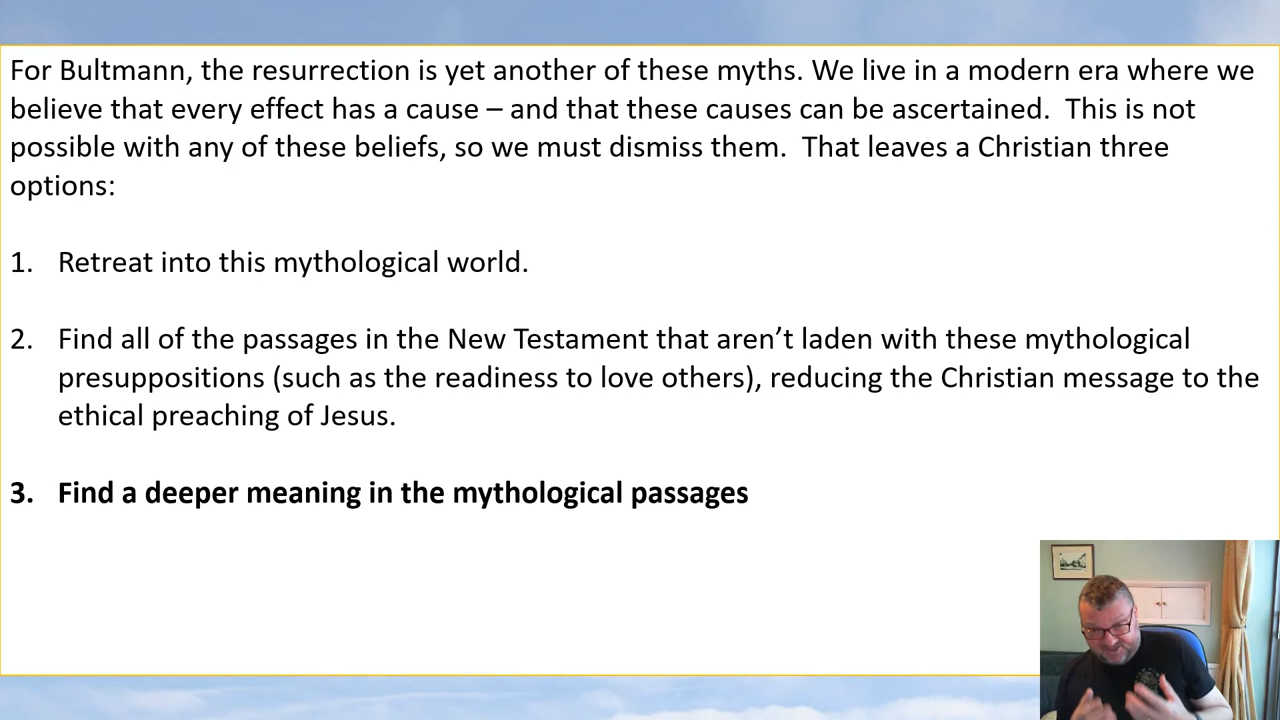 For Bultmann, the resurrection is yet another of these myths. We live in a modern era where we
believe that every effect has a cause – and that these causes can be ascertained.  This is not
possible with any of these beliefs, so we must dismiss them.  That leaves a Christian three
options:
1. Retreat into this mythological world.
2. Find all of the passages in the New Testament that aren’t laden with these mythological
presuppositions (such as the readiness to love others), reducing the Christian message to the
ethical preaching of Jesus.
3. Find a deeper meaning in the mythological passages